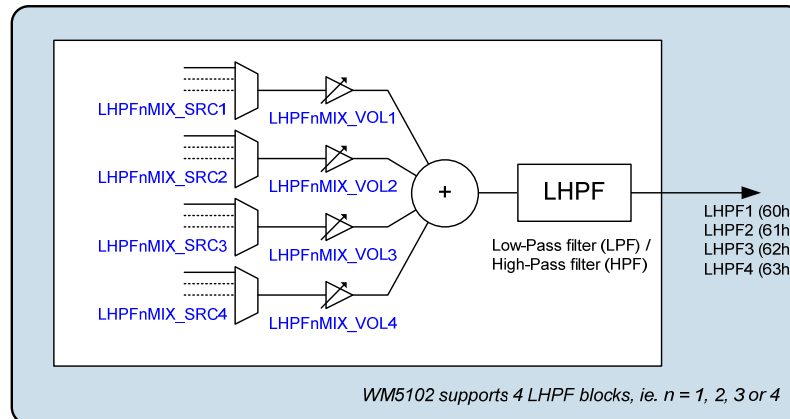 LHPFnMIX_SRC1
LHPFnMIX_VOL1
LHPFnMIX_SRC2
LHPFnMIX_VOL2
LHPFnMIX_SRC3
LHPFnMIX_VOL3
LHPFnMIX_SRC4
LHPFnMIX_VOL4
+
LHPF
Low-Pass filter (LPF) /
High-Pass filter (HPF)
LHPF1 (60h
LHPF2 (61h
LHPF3 (62h
LHPF4 (63h
WM5102 supports 4 LHPF blocks, ie. n = 1, 2, 3 or 4